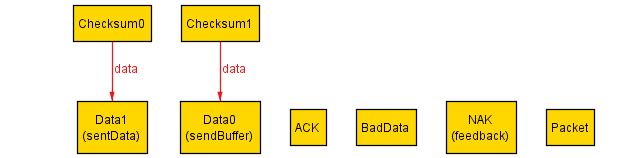 Checksum0
Checksum1
data
data
Data1
(sentData)
Data0
(sendBuffer)
ACK
BadData
NAK
(feedback)
Packet